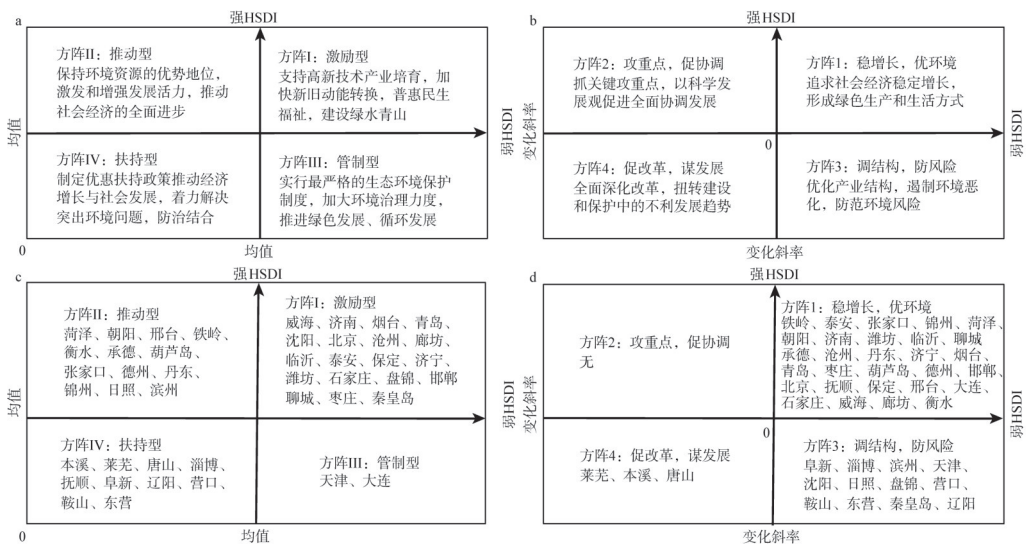 a
强HSDI
方阵II：推动型
保持环境资源的优势地位，
激发和增强发展活力，推动
社会经济的全面进步
方阵I：激励型
支持高新技术产业培育，加
快新旧动能转换，普惠民生
福祉，建设绿水青山
均值
弱HSDI
方阵IV：扶持型
制定优惠扶持政策推动经济
增长与社会发展，着力解决
突出环境问题，防治结合
方阵III：管制型
实行最严格的生态环境保护
制度，加大环境治理力度，
推进绿色发展、循环发展
0
均值
b
强HSDI
方阵2：攻重点，促协调
抓关键攻重点，以科学发
展观促进全面协调发展
方阵1：稳增长，优环境
追求社会经济稳定增长，
形成绿色生产和生活方式
变化斜率
弱HSDI
0
方阵4：促改革，谋发展
全面深化改革，扭转建设
和保护中的不利发展趋势
方阵3：调结构，防风险
优化产业结构，遏制环境恶
化，防范环境风险
变化斜率
c
强HSDI
方阵II：推动型
菏泽、朝阳、邢台、铁岭、
衡水、承德、葫芦岛、
张家口、德州、丹东、
锦州、日照、滨州
方阵I：激励型
威海、济南、烟台、青岛、
沈阳、北京、沧州、廊坊、
临沂、泰安、保定、济宁、
潍坊、石家庄、盘锦、邯郸
聊城、枣庄、秦皇岛
均值
弱HSDI
方阵IV：扶持型
本溪、莱芜、唐山、淄博、
抚顺、阜新、辽阳、营口、
鞍山、东营
方阵III：管制型
天津、大连
0
均值
d
强HSDI
方阵2：攻重点，促协调
无
方阵1：稳增长，优环境
铁岭、泰安、张家口、锦州、菏泽、
朝阳、济南、潍坊、临沂、聊城
承德、沧州、丹东、济宁、烟台、
青岛、枣庄、葫芦岛、德州、邯郸、
北京、抚顺、保定、邢台、大连、
石家庄、威海、廊坊、衡水
变化斜率
弱HSDI
0
方阵4：促改革，谋发展
莱芜、本溪、唐山
方阵3：调结构，防风险
阜新、淄博、滨州、天津、
沈阳、日照、盘锦、营口、
鞍山、东营、秦皇岛、辽阳
变化斜率